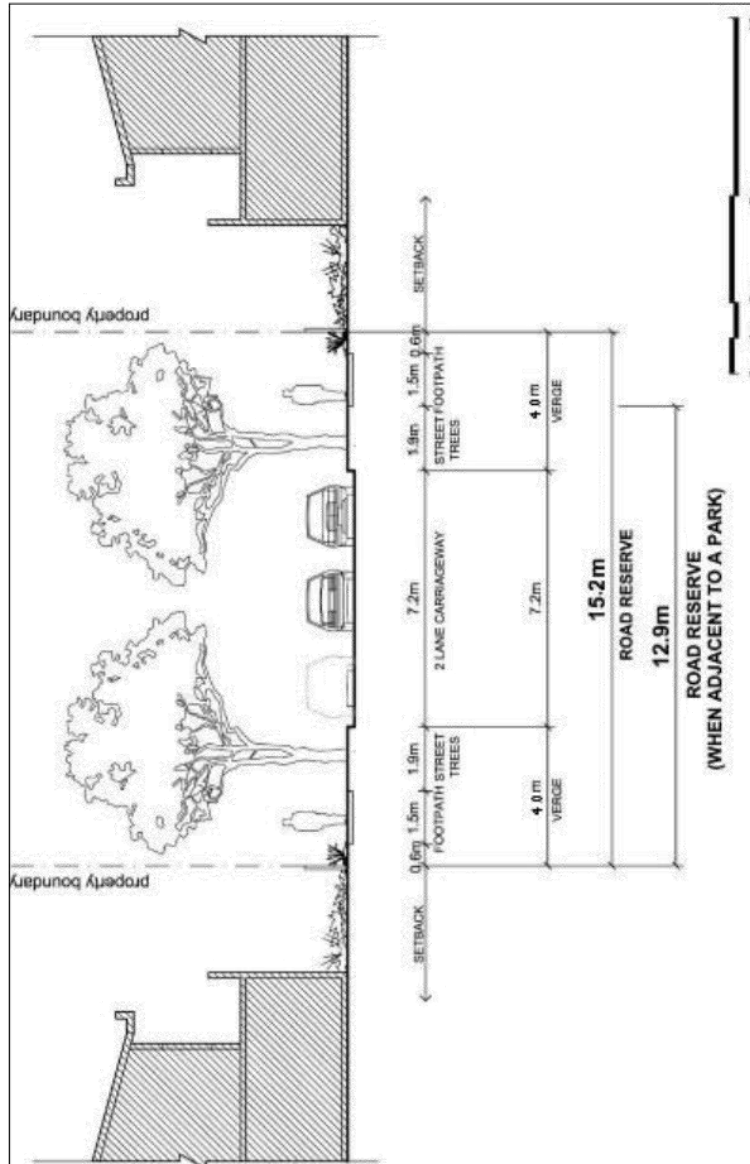 property boundary
property boundary
SETBACK
0.6m
1.5m
1.9m
7.2m
1.9m
1.5m
0.6m
SETBACK
FOOTPATH
STREET
TREES
2 LANE CARRIAGEWAY
STREET
TREES
FOOTPATH
4.0m
VERGE
7.2m
4.0m
VERGE
15.2m
ROAD RESERVE
12.9m
ROAD RESERVE
(WHEN ADJACENT TO A PARK)